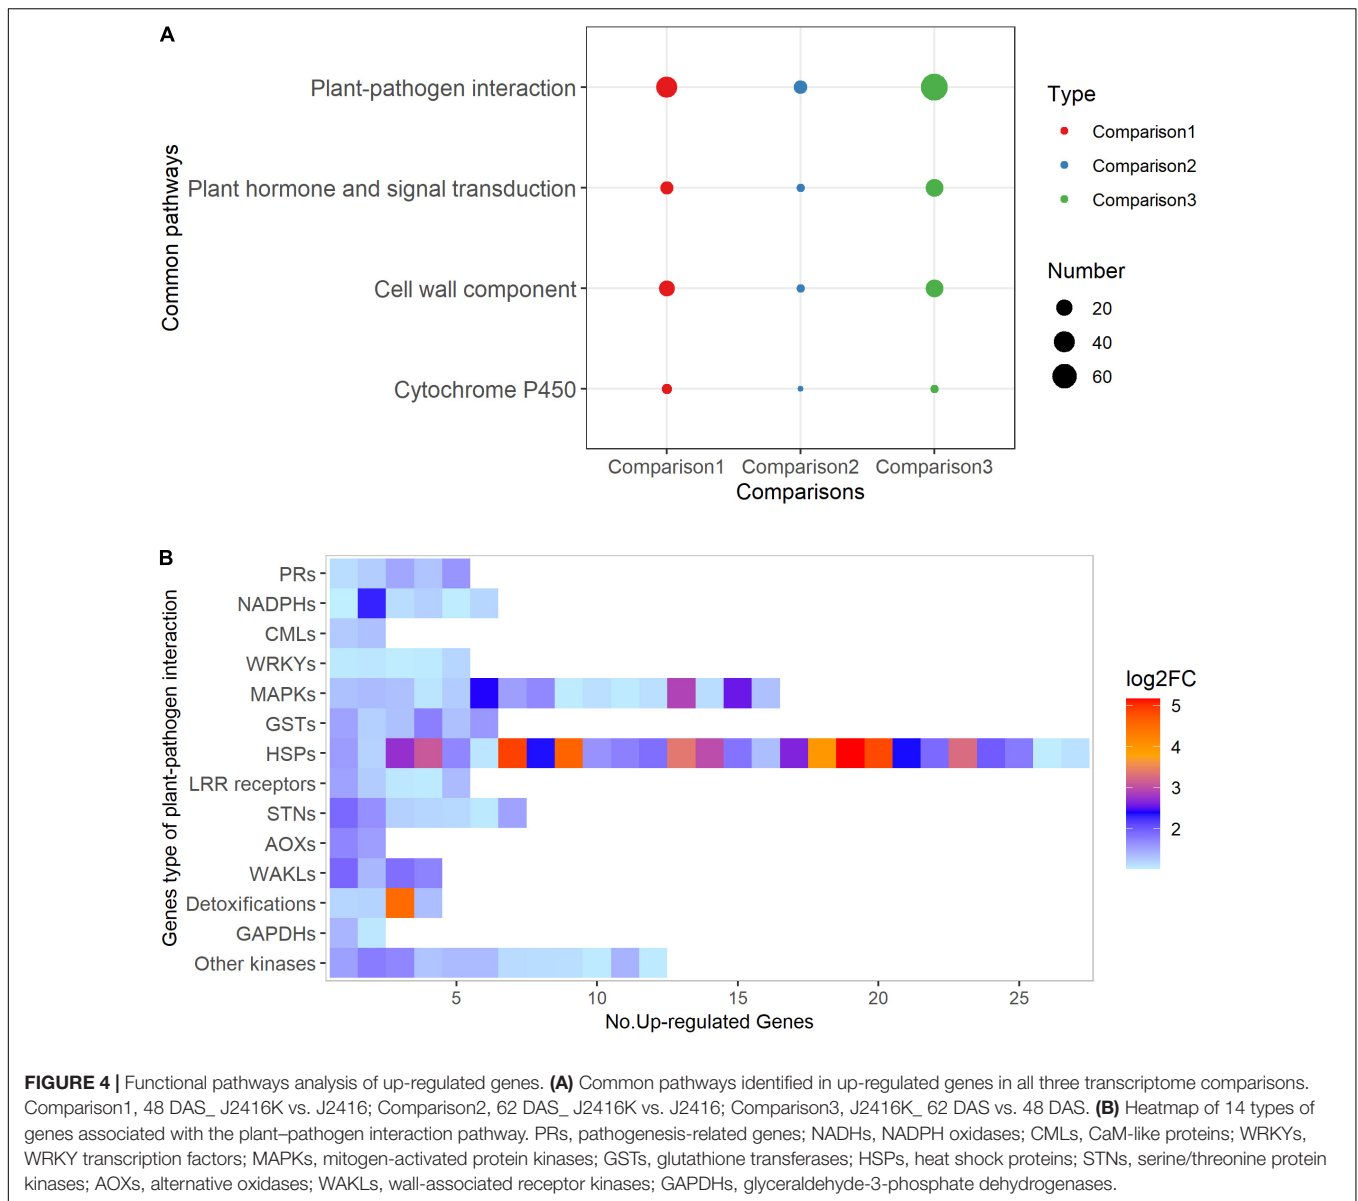 A
Plant-pathogen interaction
Plant hormone and signal transduction
Cell wall component
Cytochrome P450
Common pathways
Comparison1 Comparison2 Comparison3
Comparisons
Type
Comparison1
Comparison2
Comparison3
Number
20
40
60
B
PRs
NADPHs
CMLs
WRKYs
MAPKs
GSTs
HSPs
LRR receptors
STNs
AOXs
WAKLs
Detoxifications
GAPDHs
Other kinases
Genes type of plant-pathogen interaction
5 10 15 20 25
No.Up-regulated Genes
log2FC
5
4
3
2
FIGURE 4 | Functional pathways analysis of up-regulated genes. (A) Common pathways identified in up-regulated genes in all three transcriptome comparisons.
Comparison1, 48 DAS_ J2416K vs. J2416; Comparison2, 62 DAS_ J2416K vs. J2416; Comparison3, J2416K_ 62 DAS vs. 48 DAS. (B) Heatmap of 14 types of
genes associated with the plant–pathogen interaction pathway. PRs, pathogenesis-related genes; NADHs, NADPH oxidases; CMLs, CaM-like proteins; WRKYs,
WRKY transcription factors; MAPKs, mitogen-activated protein kinases; GSTs, glutathione transferases; HSPs, heat shock proteins; STNs, serine/threonine protein
kinases; AOXs, alternative oxidases; WAKLs, wall-associated receptor kinases; GAPDHs, glyceraldehyde-3-phosphate dehydrogenases.